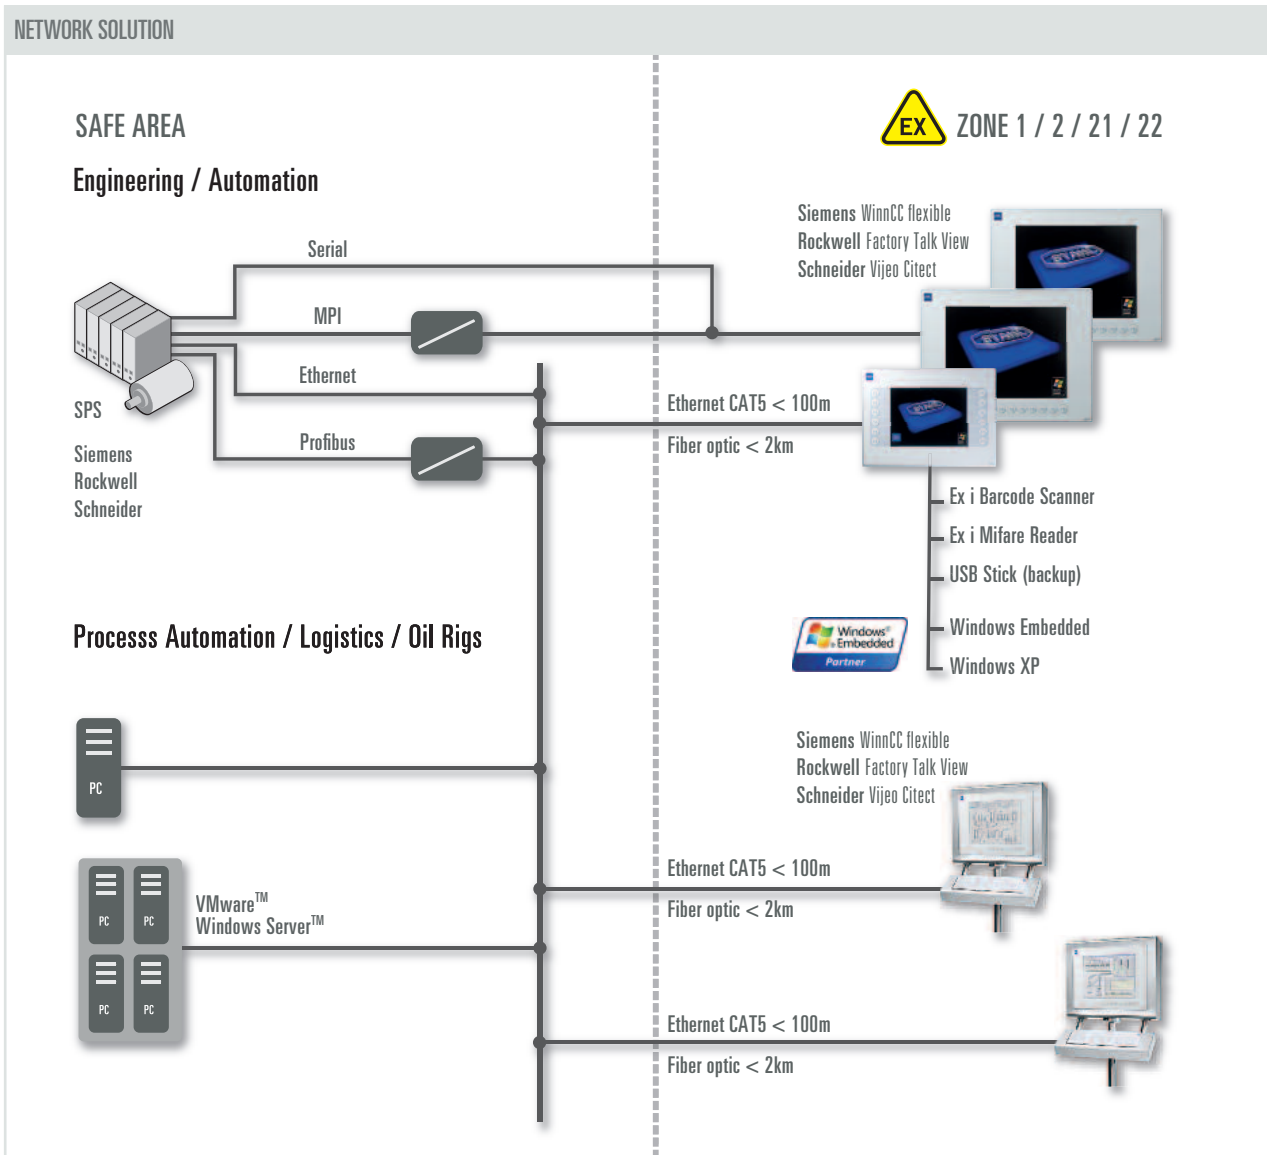 NETWORK SOLUTION
SAFE AREA
EX
ZONE 1 / 2 / 21 / 22
Engineering / Automation
Siemens WinnCC flexible
Rockwell Factory Talk View
Schneider Vijeo Citect
Serial
MPI
Ethernet
Profibus
SPS
Siemens
Rockwell
Schneider
Ethernet CAT5 < 100m
Fiber optic < 2km
Ex i Barcode Scanner
Ex i Mifare Reader
USB Stick (backup)
Windows Embedded
Windows XP
Windows®
Embedded
Partner
Processs Automation / Logistics / Oil Rigs
PC
Siemens WinnCC flexible
Rockwell Factory Talk View
Schneider Vijeo Citect
PC PC
PC PC
VMware™
Windows Server™
Ethernet CAT5 < 100m
Fiber optic < 2km
Ethernet CAT5 < 100m
Fiber optic < 2km